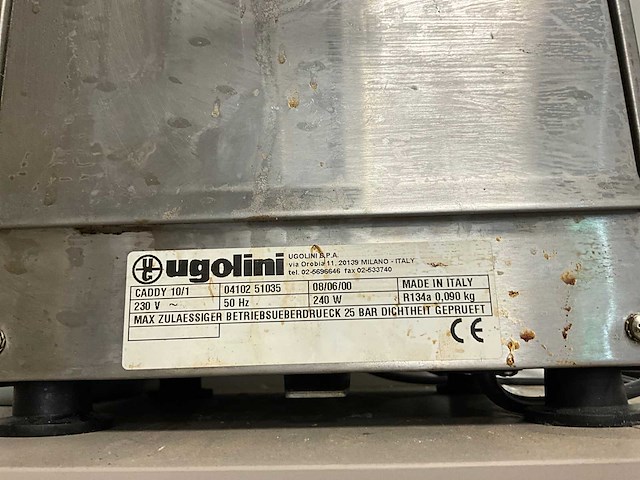 ugolini
UGOLINI S.P.A.
via Orobia 11, 20139 MILANO - ITALY
tel. 02-5696646 fax 02-533740
CADDY 10/1 04102 51035 08/06/00 MADE IN ITALY
230 V ~ 50 Hz 240 W R134a 0,090 kg
MAX ZULAESSIGER BETRIEBSUEBERDRUECK 25 BAR DICHTHEIT GEPRUEFT
CE